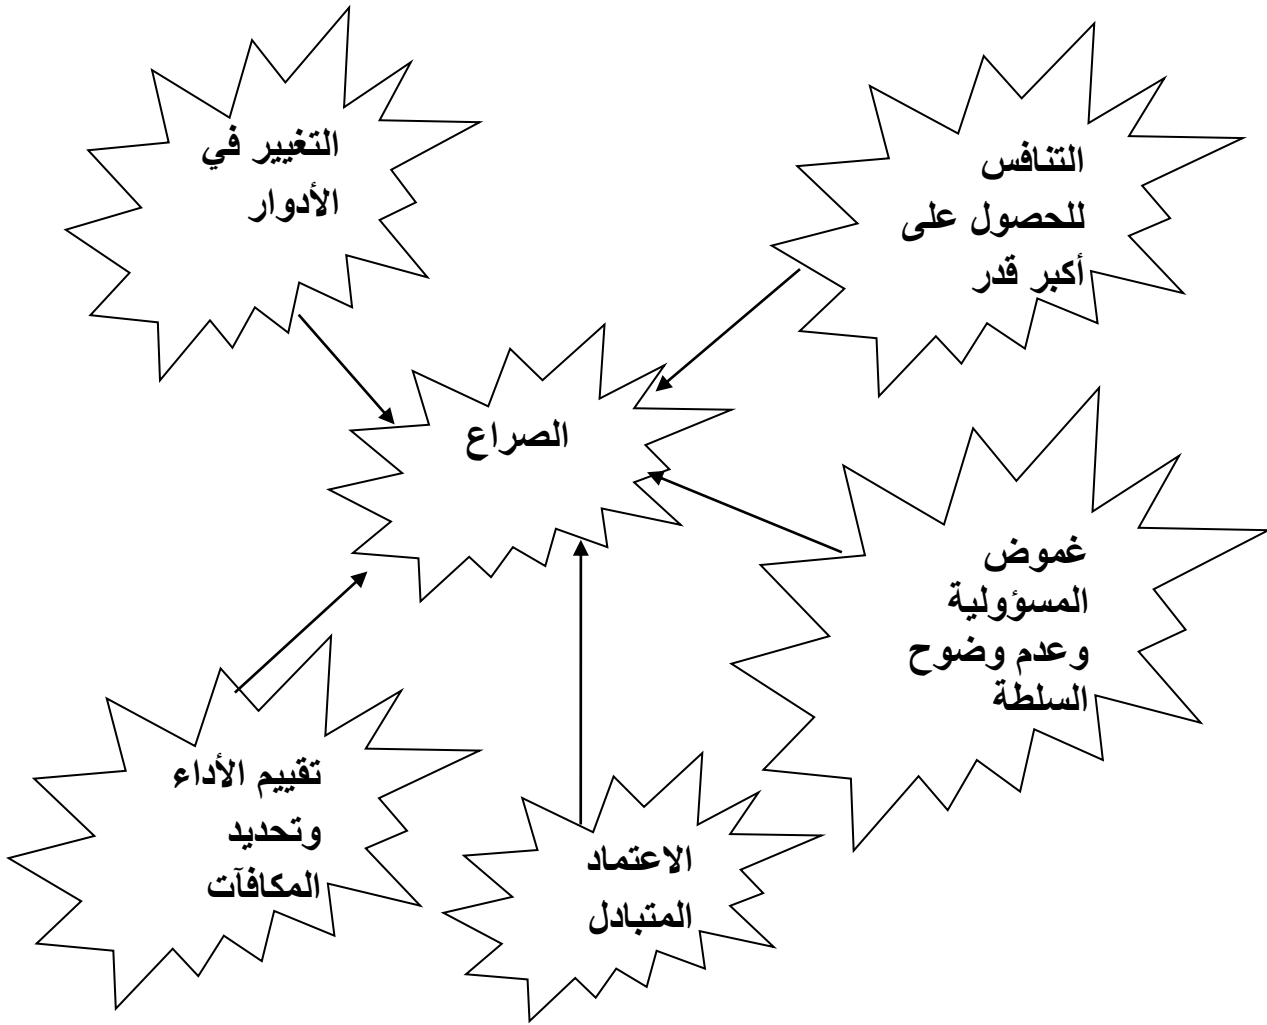 التنافس
للحصول على
أكبر قدر
التغيير في
الأدوار
الصراع
غموض
المسؤولية
وعدم وضوح
السلطة
تقييم الأداء
وتحديد
المكافآت
الاعتماد
المتبادل